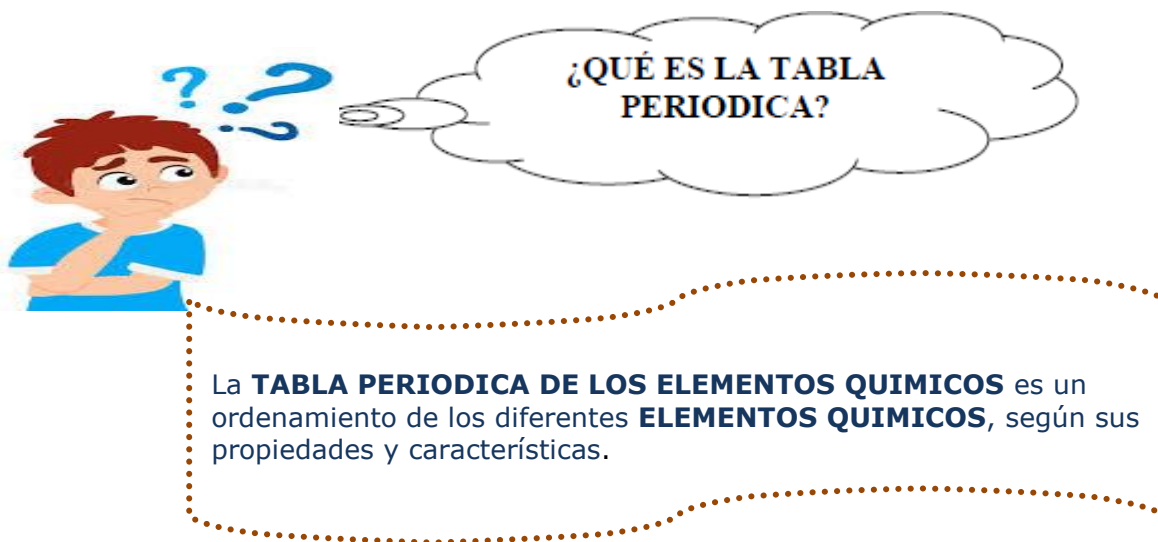 ¿QUÉ ES LA TABLA
PERIODICA?
La TABLA PERIODICA DE LOS ELEMENTOS QUIMICOS es un
ordenamiento de los diferentes ELEMENTOS QUIMICOS, según sus
propiedades y características.